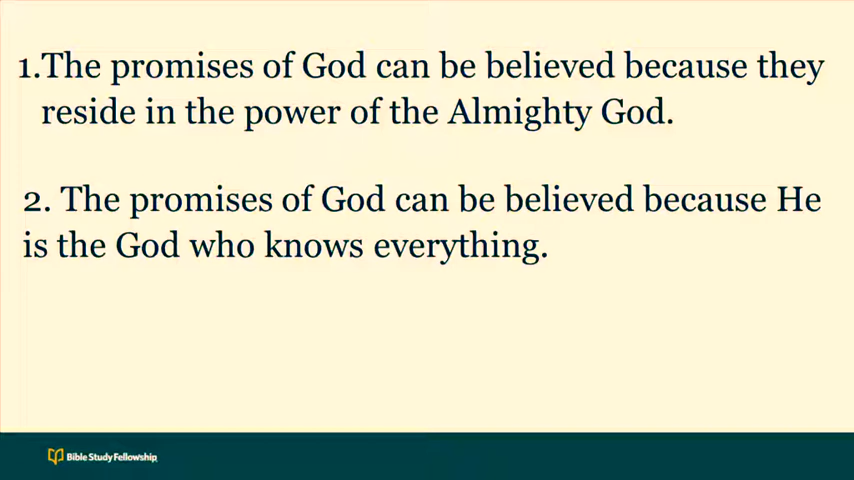 1.The promises of God can be believed because they
reside in the power of the Almighty God.
2. The promises of God can be believed because He
is the God who knows everything.
Bible Study Fellowship